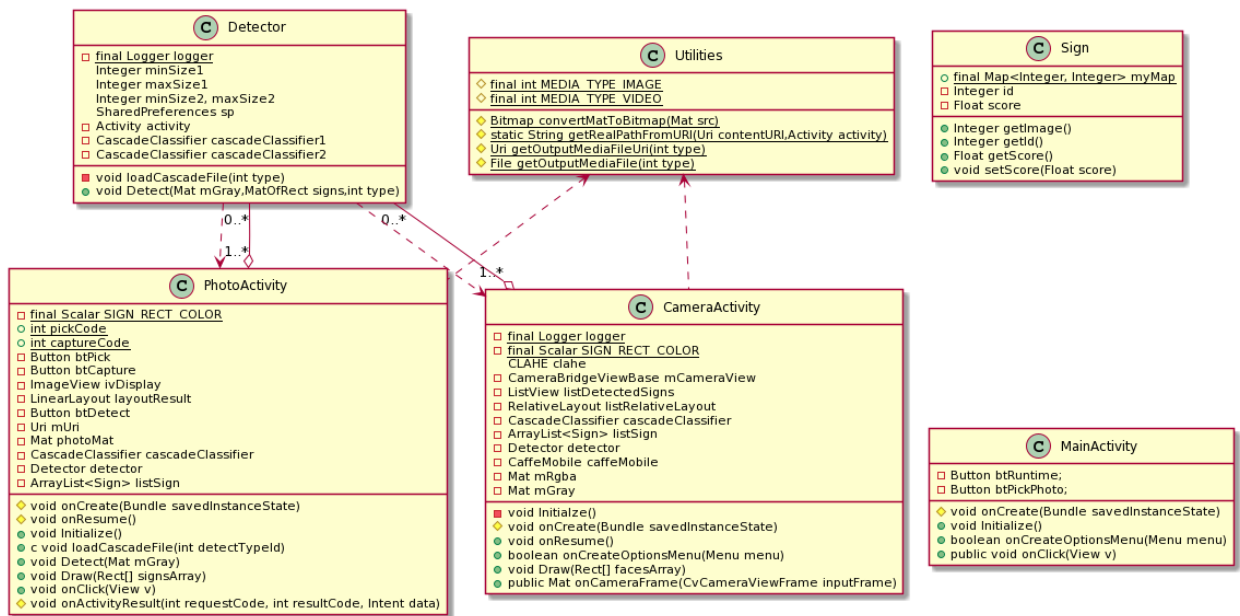 C Detector
final Logger logger
Integer minSize1
Integer maxSize1
Integer minSize2, maxSize2
SharedPreferences sp
Activity activity
CascadeClassifier cascadeClassifier1
CascadeClassifier cascadeClassifier2
void loadCascadeFile(int type)
void Detect(Mat mGray,MatOfRect signs,int type)
C Utilities
final int MEDIA_TYPE_IMAGE
final int MEDIA_TYPE_VIDEO
Bitmap convertMatToBitmap(Mat src)
static String getRealPathFromURI(Uri contentURI,Activity activity)
Uri getOutputMediaFileUri(int type)
File getOutputMediaFile(int type)
C Sign
final Map<Integer, Integer> myMap
Integer id
Float score
Integer getImage()
Integer getId()
Float getScore()
void setScore(Float score)
0..*
1..*
0..*
1..*
C PhotoActivity
final Scalar SIGN_RECT_COLOR
int pickCode
int captureCode
Button btPick
Button btCapture
ImageView ivDisplay
LinearLayout layoutResult
Button btDetect
Uri mUri
Mat photoMat
CascadeClassifier cascadeClassifier
Detector detector
ArrayList<Sign> listSign
void onCreate(Bundle savedInstanceState)
void onResume()
void Initialize()
c void loadCascadeFile(int detectTypeId)
void Detect(Mat mGray)
void Draw(Rect[] signsArray)
void onClick(View v)
void onActivityResult(int requestCode, int resultCode, Intent data)
C CameraActivity
final Logger logger
final Scalar SIGN_RECT_COLOR
CLAHE clahe
CameraBridgeViewBase mCameraView
ListView listDetectedSigns
RelativeLayout listRelativeLayout
CascadeClassifier cascadeClassifier
ArrayList<Sign> listSign
Detector detector
CaffeMobile caffeMobile
Mat mRgba
Mat mGray
void Initialze()
void onCreate(Bundle savedInstanceState)
void onResume()
boolean onCreateOptionsMenu(Menu menu)
void Draw(Rect[] facesArray)
public Mat onCameraFrame(CvCameraViewFrame inputFrame)
C MainActivity
Button btRuntime;
Button btPickPhoto;
void onCreate(Bundle savedInstanceState)
void Initialize()
boolean onCreateOptionsMenu(Menu menu)
public void onClick(View v)